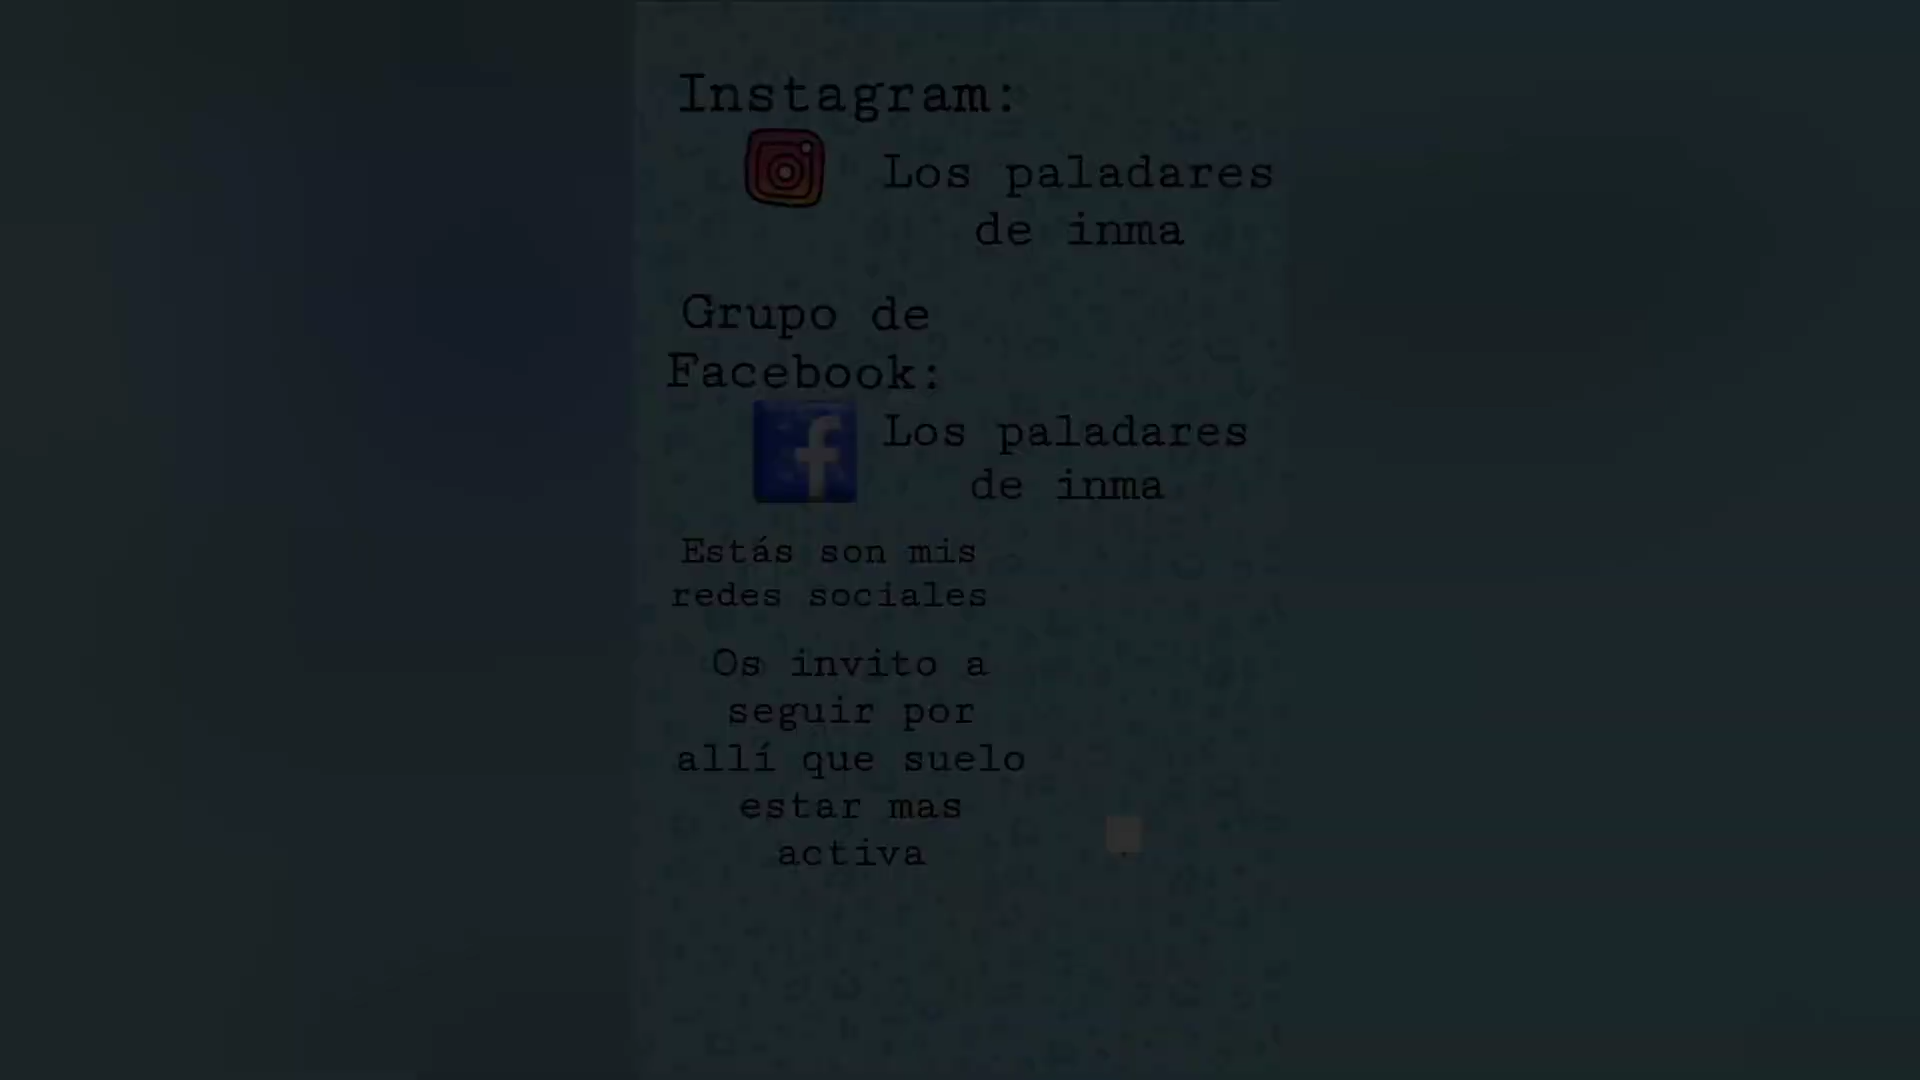 Instagram:
Los paladares
de inma
Grupo de
Facebook:
Los paladares
de inma
Estás son mis
redes sociales
Os invito a
seguir por
allí que suelo
estar mas
activa